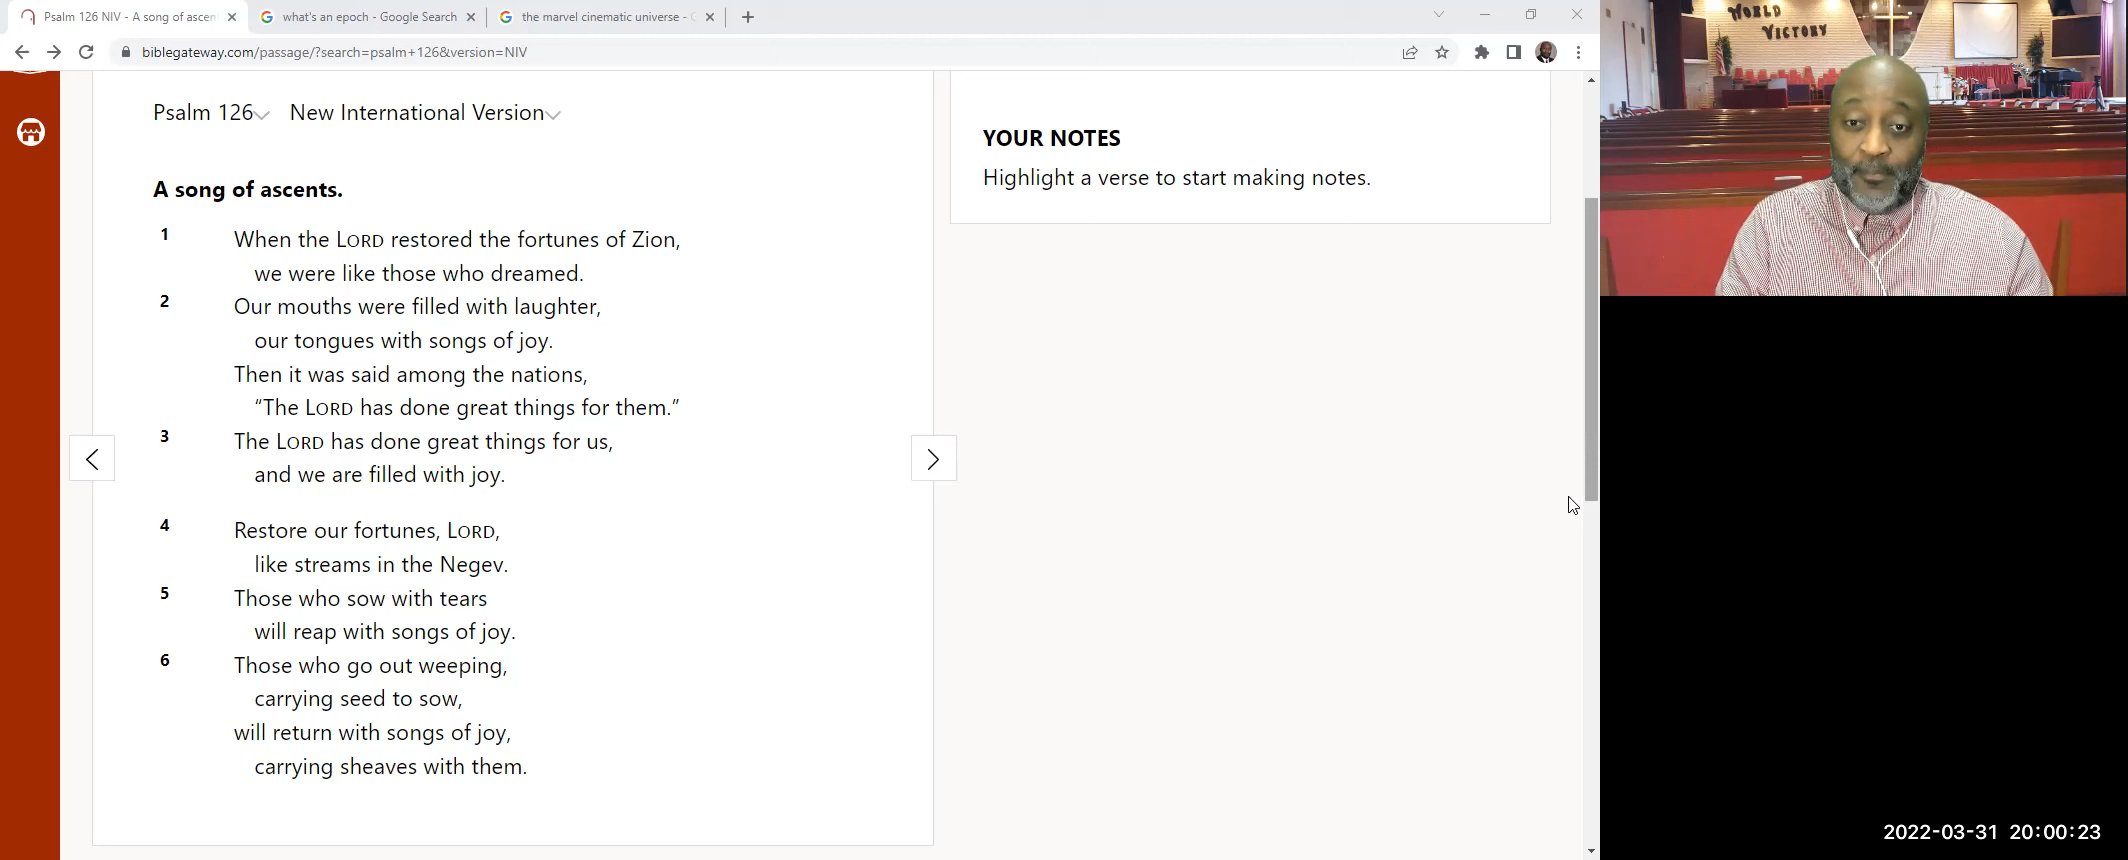 Psalm 126 NIV - A song of ascen
what's an epoch - Google Search
the marvel cinematic universe -
biblegateway.com/passage/?search=psalm+126&version=NIV
Psalm 126 New International Version
A song of ascents.
1 When the LORD restored the fortunes of Zion,
we were like those who dreamed.
2 Our mouths were filled with laughter,
our tongues with songs of joy.
Then it was said among the nations,
“The LORD has done great things for them.”
3 The LORD has done great things for us,
and we are filled with joy.
4 Restore our fortunes, LORD,
like streams in the Negev.
5 Those who sow with tears
will reap with songs of joy.
6 Those who go out weeping,
carrying seed to sow,
will return with songs of joy,
carrying sheaves with them.
YOUR NOTES
Highlight a verse to start making notes.
WORLD
VICTORY
2022-03-31 20:00:23